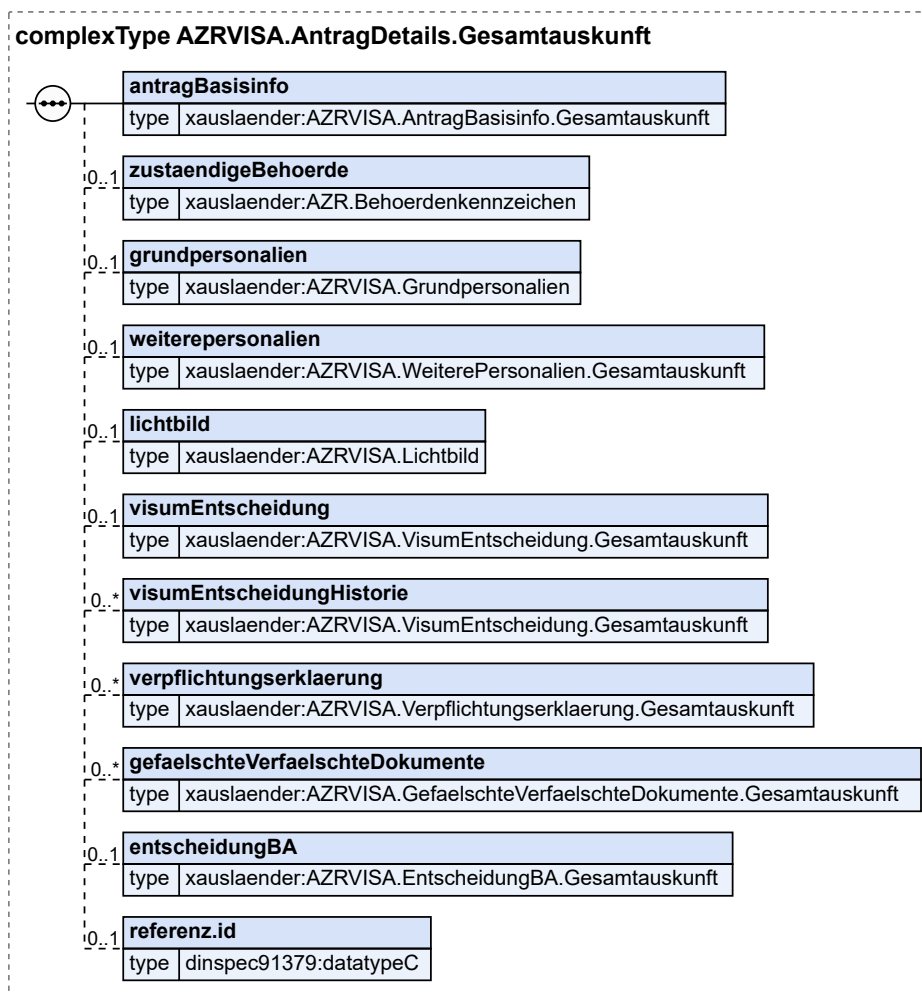 complexType AZRVISA.AntragDetails.Gesamtauskunft
antragBasisinfo
type xauslaender:AZRVISA.AntragBasisinfo.Gesamtauskunft
0..1 zustaendigeBehoerde
type xauslaender:AZR.Behoerdenkennzeichen
0..1 grundpersonalien
type xauslaender:AZRVISA.Grundpersonalien
0..1 weiterepersonalien
type xauslaender:AZRVISA.WeiterePersonalien.Gesamtauskunft
0..1 lichtbild
type xauslaender:AZRVISA.Lichtbild
0..1 visumEntscheidung
type xauslaender:AZRVISA.VisumEntscheidung.Gesamtauskunft
0..* visumEntscheidungHistorie
type xauslaender:AZRVISA.VisumEntscheidung.Gesamtauskunft
0..* verpflichtungserklaerung
type xauslaender:AZRVISA.Verpflichtungserklaerung.Gesamtauskunft
0..* gefaelschteVerfaelschteDokumente
type xauslaender:AZRVISA.GefaelschteVerfaelschteDokumente.Gesamtauskunft
0..1 entscheidungBA
type xauslaender:AZRVISA.EntscheidungBA.Gesamtauskunft
0..1 referenz.id
type dinspec91379:datatypeC